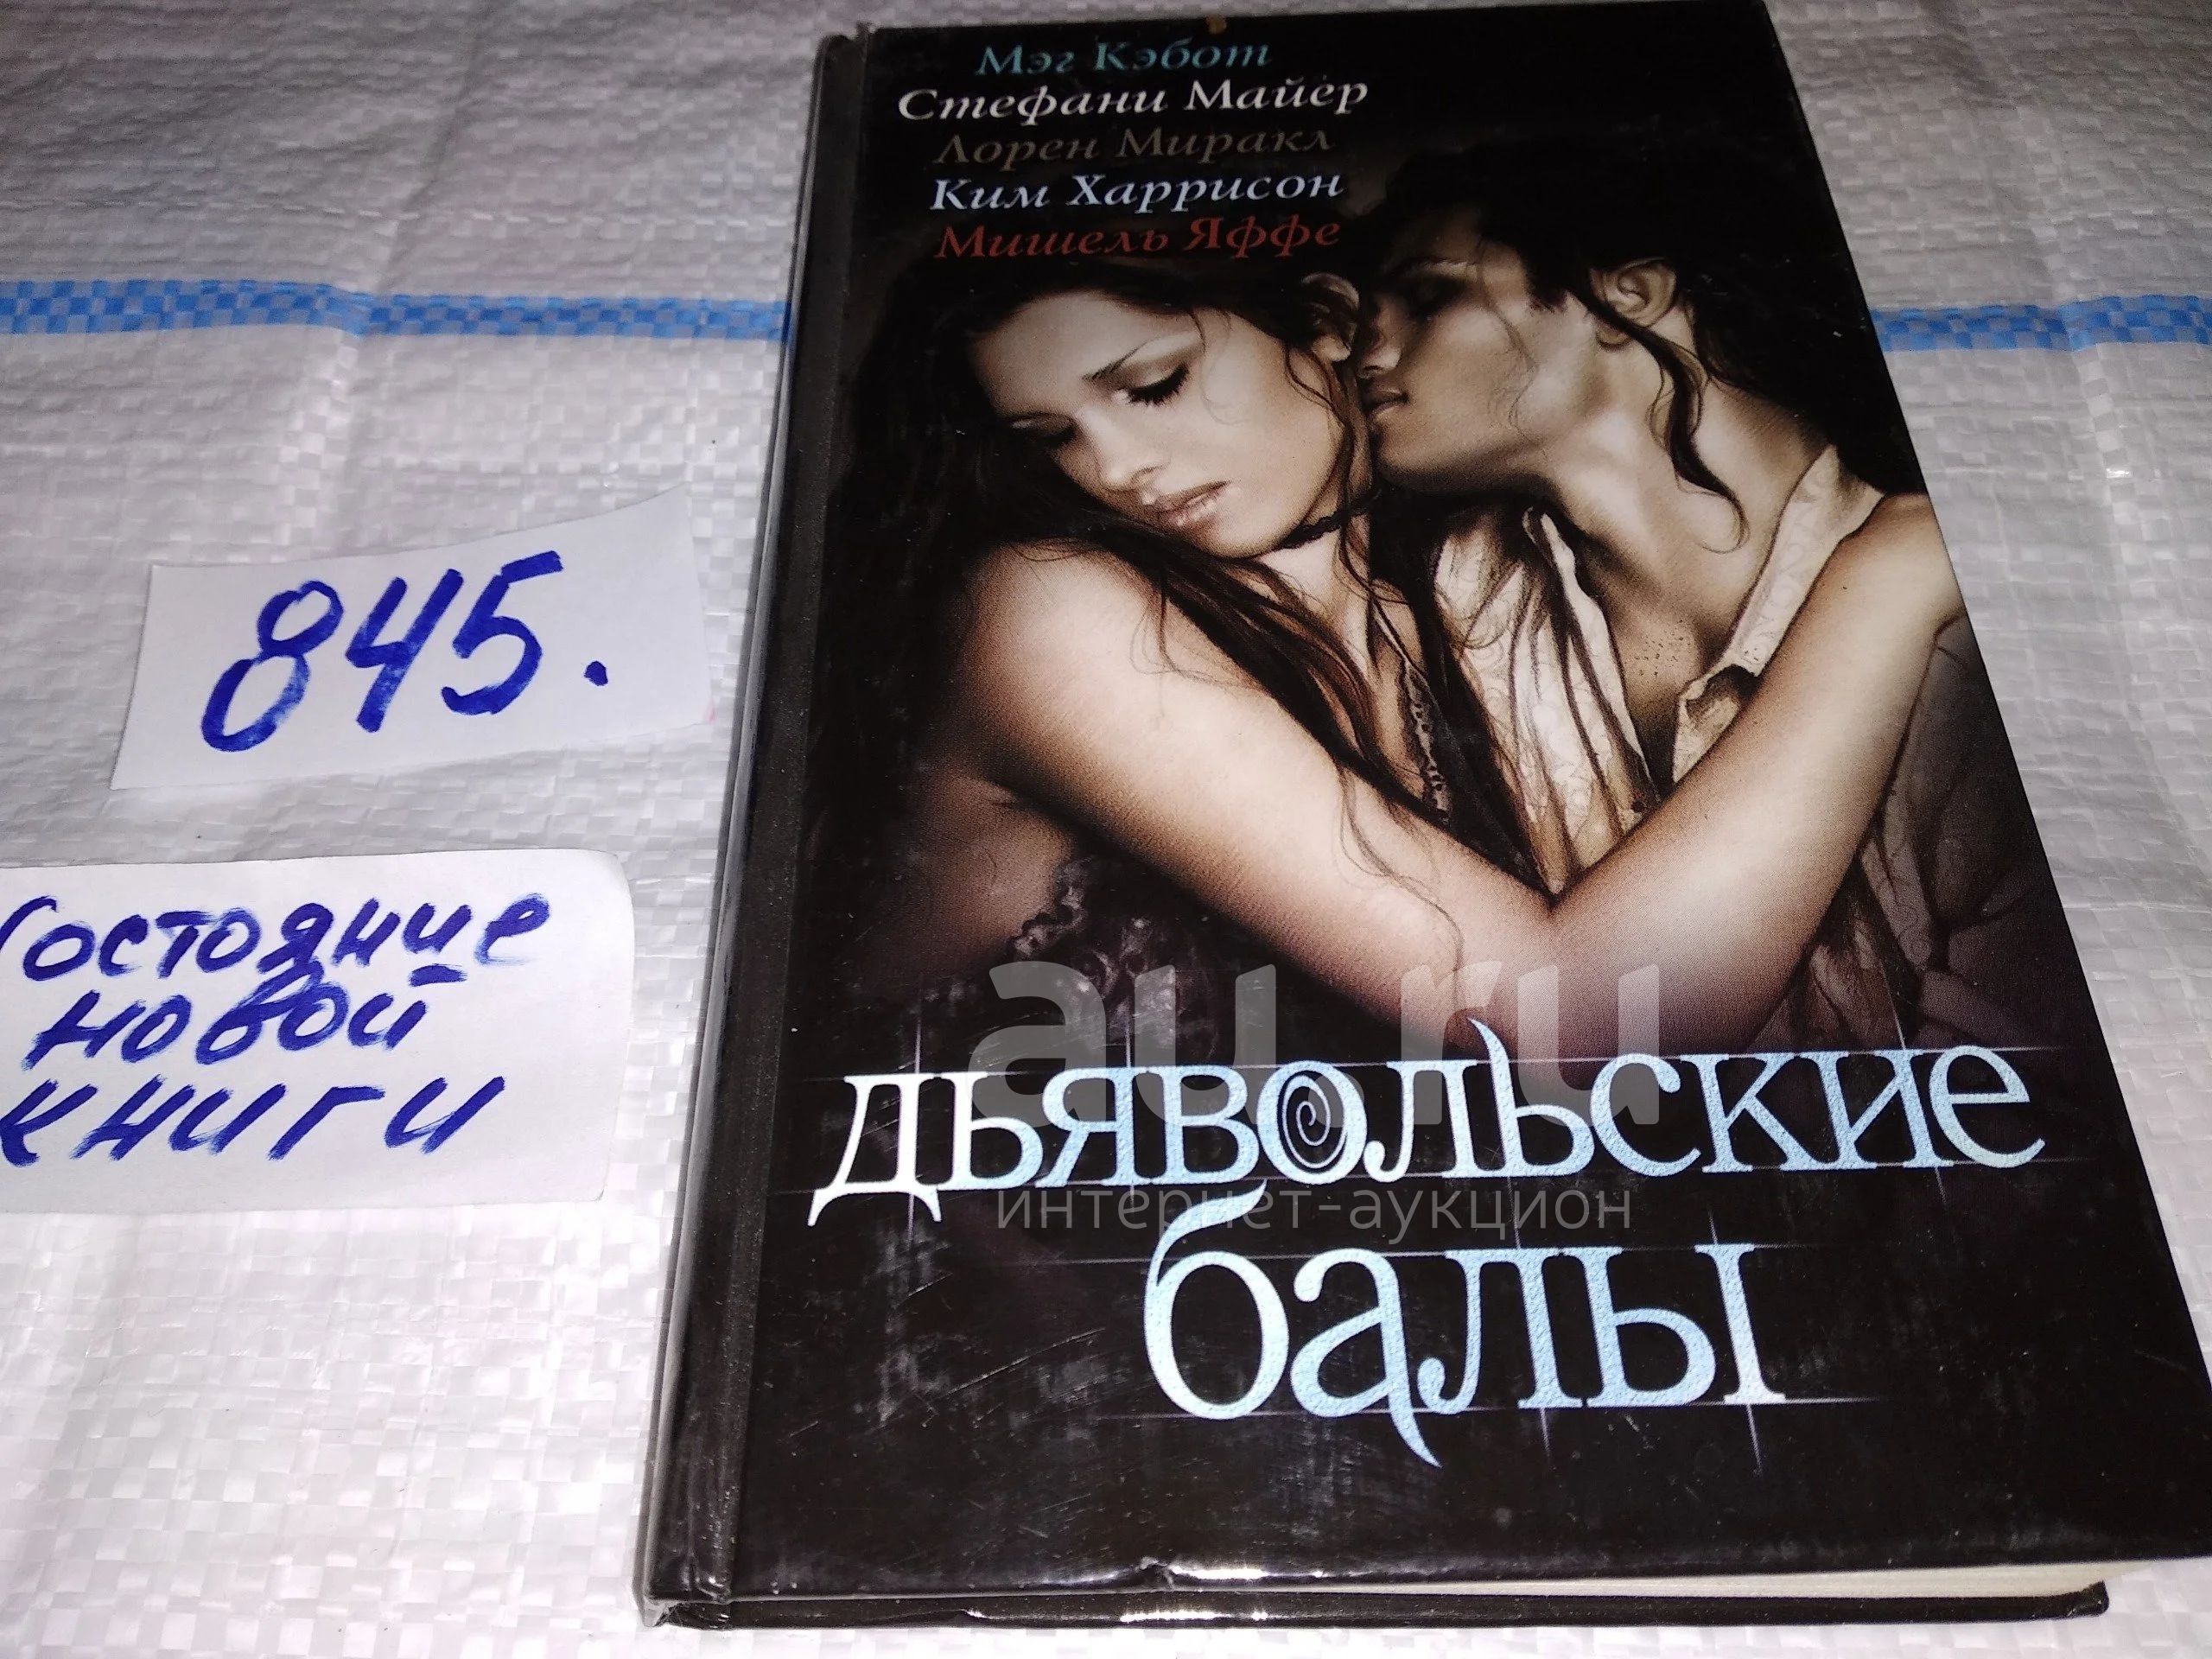 Мэг Кэбот
Стефани Майер
Лорен Миракл
Ким Харрисон
Мишель Яффе
845.
Состояние
новой
книги
au.ru
дьявольские
интернет-аукцион
балы